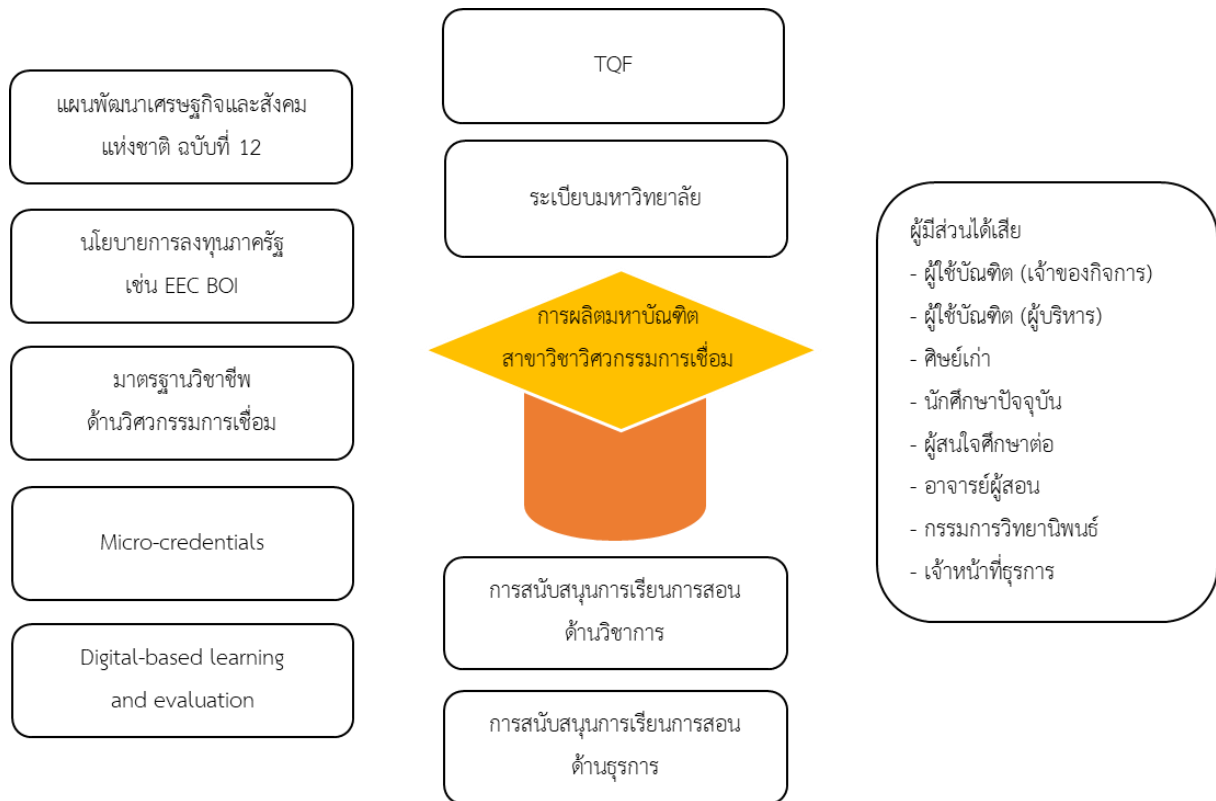 แผนพัฒนาเศรษฐกิจและสังคม
แห่งชาติ ฉบับที่ 12
นโยบายการลงทุนภาครัฐ
เช่น EEC BOI
มาตรฐานวิชาชีพ
ด้านวิศวกรรมการเชื่อม
Micro-credentials
Digital-based learning
and evaluation
TQF
ระเบียบมหาวิทยาลัย
การผลิตมหาบัณฑิต
สาขาวิชาวิศวกรรมการเชื่อม
การสนับสนุนการเรียนการสอน
ด้านวิชาการ
การสนับสนุนการเรียนการสอน
ด้านธุรการ
ผู้มีส่วนได้เสีย
- ผู้ใช้บัณฑิต (เจ้าของกิจการ)
- ผู้ใช้บัณฑิต (ผู้บริหาร)
- ศิษย์เก่า
- นักศึกษาปัจจุบัน
- ผู้สนใจศึกษาต่อ
- อาจารย์ผู้สอน
- กรรมการวิทยานิพนธ์
- เจ้าหน้าที่ธุรการ